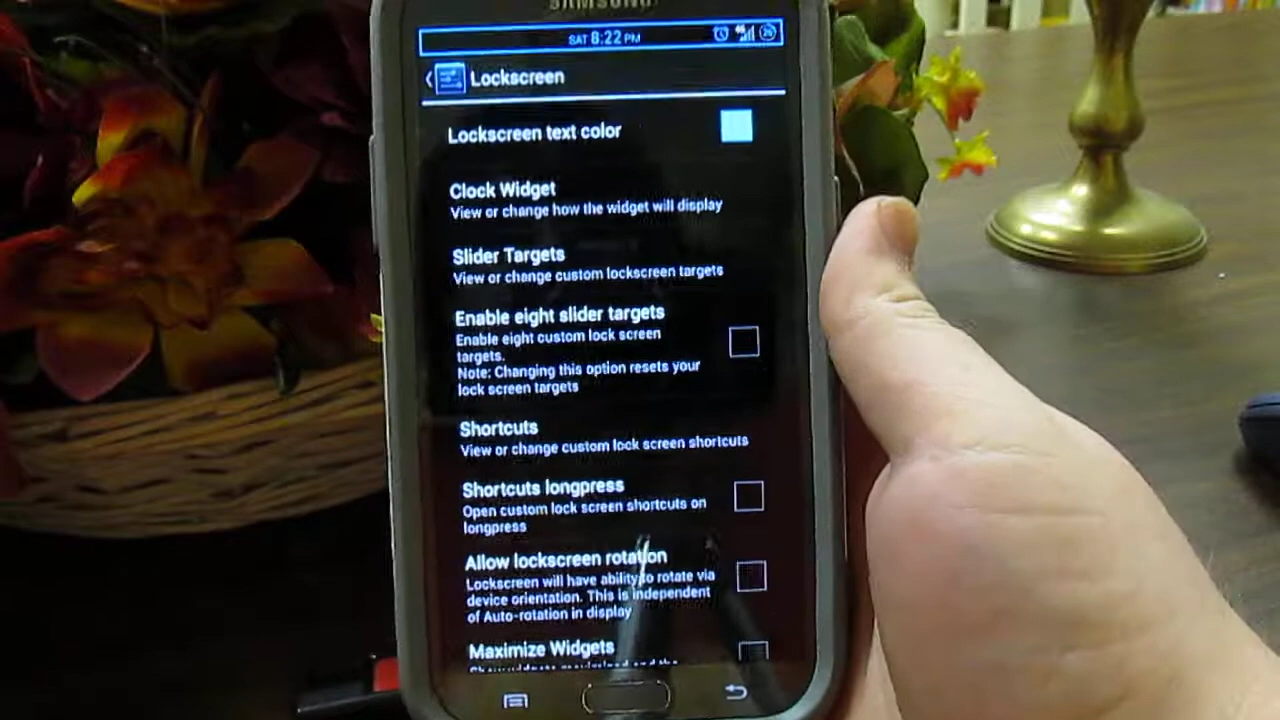 SAMSUNG
SAT 8:22 PM
Lockscreen
Lockscreen text color
Clock Widget
View or change how the widget will display
Slider Targets
View or change custom lockscreen targets
Enable eight slider targets
Enable eight custom lock screen
targets.
Note: Changing this option resets your
lock screen targets
Shortcuts
View or change custom lock screen shortcuts
Shortcuts longpress
Open custom lock screen shortcuts on
longpress
Allow lockscreen rotation
Lockscreen will have ability to rotate via
device orientation. This is independent
of Auto-rotation in display
Maximize Widgets